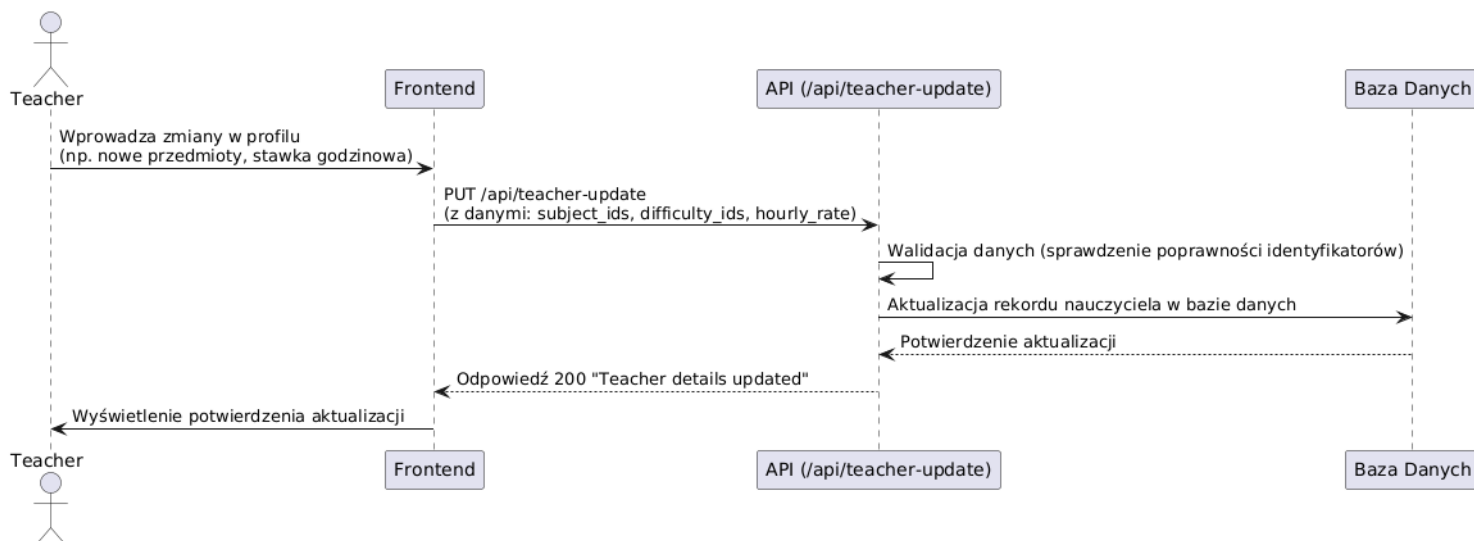 Teacher
Frontend
API (/api/teacher-update)
Baza Danych
Wprowadza zmiany w profilu
(np. nowe przedmioty, stawka godzinowa)
PUT /api/teacher-update
(z danymi: subject_ids, difficulty_ids, hourly_rate)
Walidacja danych (sprawdzenie poprawności identyfikatorów)
Aktualizacja rekordu nauczyciela w bazie danych
Potwierdzenie aktualizacji
Odpowiedź 200 "Teacher details updated"
Wyświetlenie potwierdzenia aktualizacji
Teacher
Frontend
API (/api/teacher-update)
Baza Danych